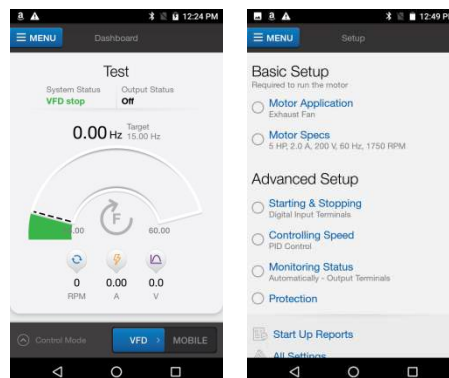 12:24 PM
MENU
Dashboard
Test
System Status
Output Status
VFD stop
Off
0.00 Hz
Target
15.00 Hz
F
.00
60.00
0
0.00
0.0
RPM
A
V
Control Mode
VFD
MOBILE
12:49 P
MENU
Setup
Basic Setup
Required to run the motor
Motor Application
Exhaust Fan
Motor Specs
5 HP, 2.0 A, 200 V, 60 Hz, 1750 RPM
Advanced Setup
Starting & Stopping
Digital Input Terminals
Controlling Speed
PID Control
Monitoring Status
Automatically - Output Terminals
Protection
Start Up Reports
All Settings